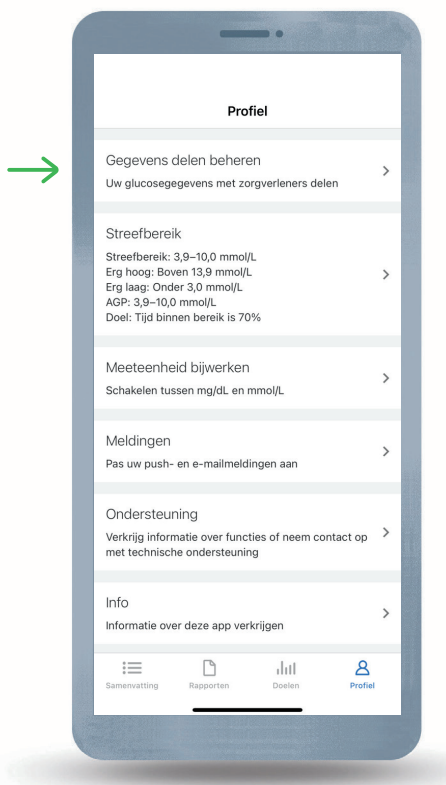 Profiel
Gegevens delen beheren
Uw glucosegegevens met zorgverleners delen
Streefbereik
Streefbereik: 3,9–10,0 mmol/L
Erg hoog: Boven 13,9 mmol/L
Erg laag: Onder 3,0 mmol/L
AGP: 3,9–10,0 mmol/L
Doel: Tijd binnen bereik is 70%
Meeteenheid bijwerken
Schakelen tussen mg/dL en mmol/L
Meldingen
Pas uw push- en e-mailmeldingen aan
Ondersteuning
Verkrijg informatie over functies of neem contact op
met technische ondersteuning
Info
Informatie over deze app verkrijgen
Samenvatting Rapporten Doelen Profiel